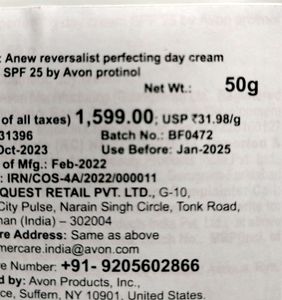 : Anew reversalist perfecting day cream
SPF 25 by Avon protinol
Net Wt.: 50g
of all taxes) 1,599.00; USP ₹31.98/g
31396 Batch No.: BF0472
Oct-2023 Use Before: Jan-2025
of Mfg.: Feb-2022
: IRN/COS-4A/2022/000011
QUEST RETAIL PVT. LTD., G-10,
City Pulse, Narain Singh Circle, Tonk Road,
han (India) – 302004
re Address: Same as above
mercare.india@avon.com
re Number: +91- 9205602866
d by: Avon Products, Inc.,
ce, Suffern, NY 10901, United States.